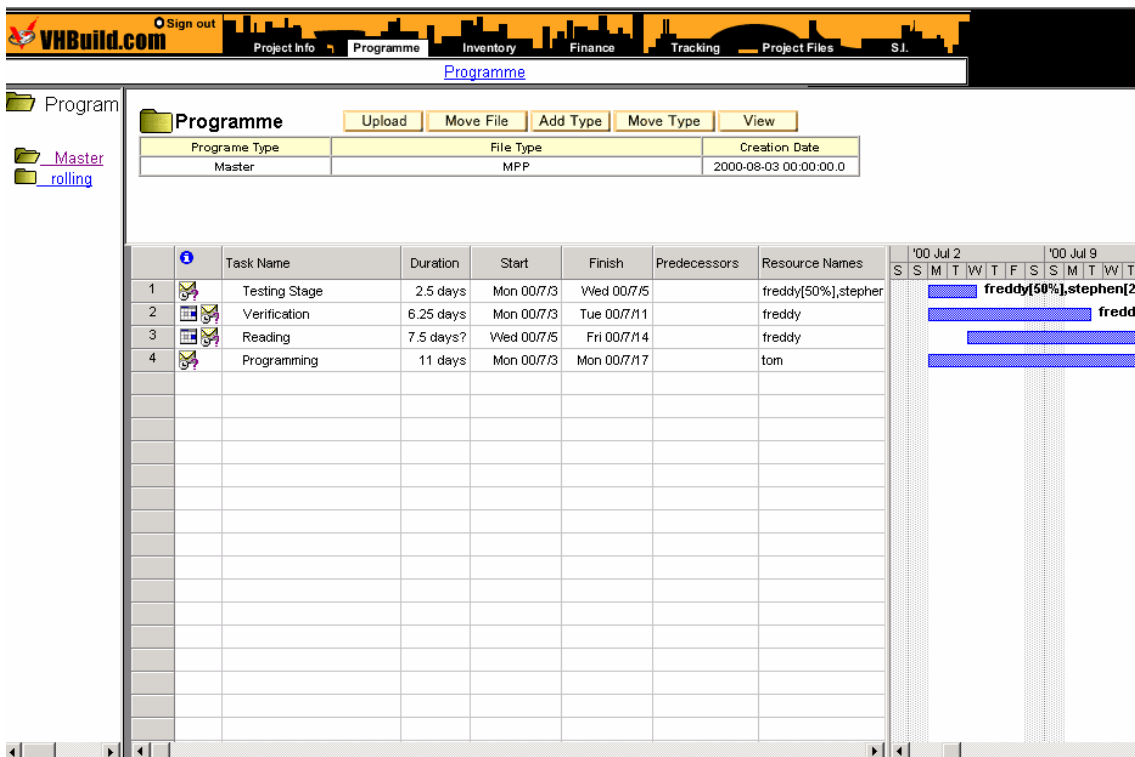 VHBuild.com Sign out
Project Info Programme Inventory Finance Tracking Project Files S.I.
Programme
Program
Master
rolling
Programme Upload Move File Add Type Move Type View
Programe Type File Type Creation Date
Master MPP 2000-08-03 00:00:00.0
Task Name Duration Start Finish Predecessors Resource Names
'00 Jul 2 '00 Jul 9
S S M T W T F S S M T W T
1 Testing Stage 2.5 days Mon 00/7/3 Wed 00/7/5 freddy[50%],stepher freddy[50%],stephen[2
2 Verification 6.25 days Mon 00/7/3 Tue 00/7/11 freddy fredd
3 Reading 7.5 days? Wed 00/7/5 Fri 00/7/14 freddy
4 Programming 11 days Mon 00/7/3 Mon 00/7/17 tom